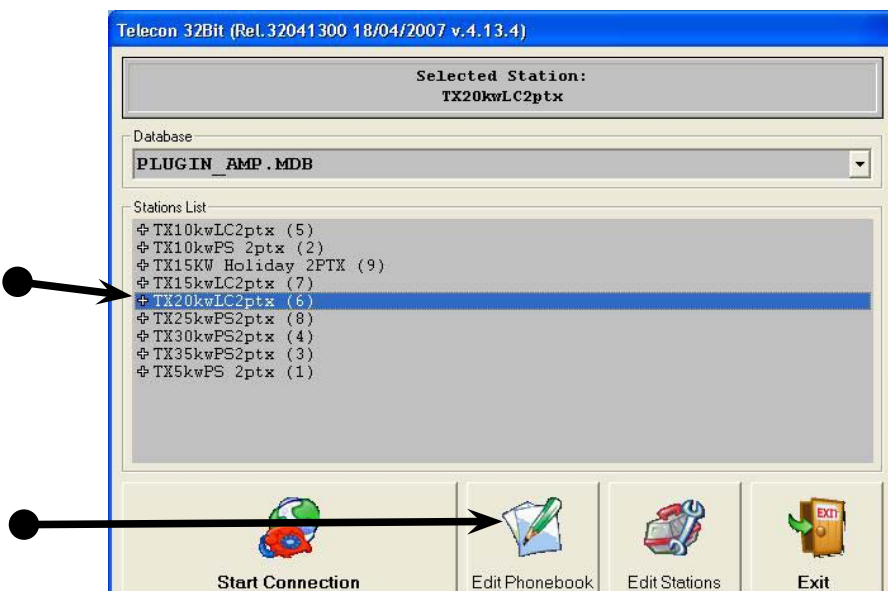 Telecon 32Bit (Rel.32041300 18/04/2007 v.4.13.4)
Selected Station:
TX20kwLC2ptx
Database
PLUGIN_AMP.MDB
Stations List
TX10kwLC2ptx (5)
TX10kwPS 2ptx (2)
TX15KW Holiday 2PTX (9)
TX15kwLC2ptx (7)
TX20kwLC2ptx (6)
TX25kwPS2ptx (8)
TX30kwPS2ptx (4)
TX35kwPS2ptx (3)
TX5kwPS 2ptx (1)
EXIT
Start Connection
Edit Phonebook
Edit Stations
Exit